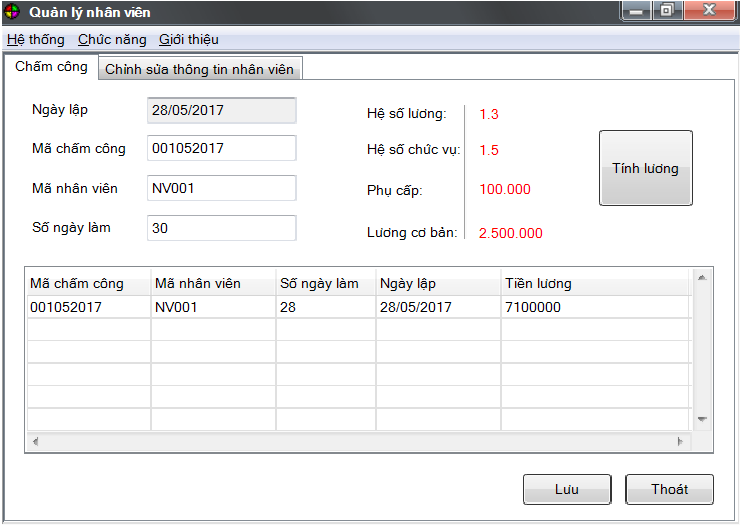 Quản lý nhân viên
Hệ thống Chức năng Giới thiệu
Chấm công Chỉnh sửa thông tin nhân viên
Ngày lập 28/05/2017 Hệ số lương: 1.3
Mã chấm công 001052017 Hệ số chức vụ: 1.5
Tính lương
Mã nhân viên NV001 Phụ cấp: 100.000
Số ngày làm 30 Lương cơ bản: 2.500.000
Mã chấm công Mã nhân viên Số ngày làm Ngày lập Tiền lương
001052017 NV001 28 28/05/2017 7100000
Lưu Thoát